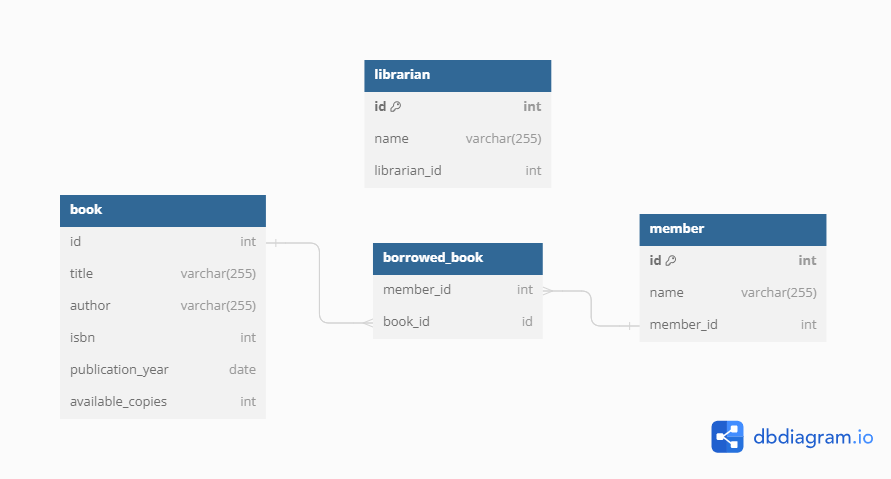 librarian
id int
name varchar(255)
librarian_id int
book
id int
title varchar(255)
author varchar(255)
isbn int
publication_year date
available_copies int
borrowed_book
member_id int
book_id id
member
id int
name varchar(255)
member_id int
dbdiagram.io